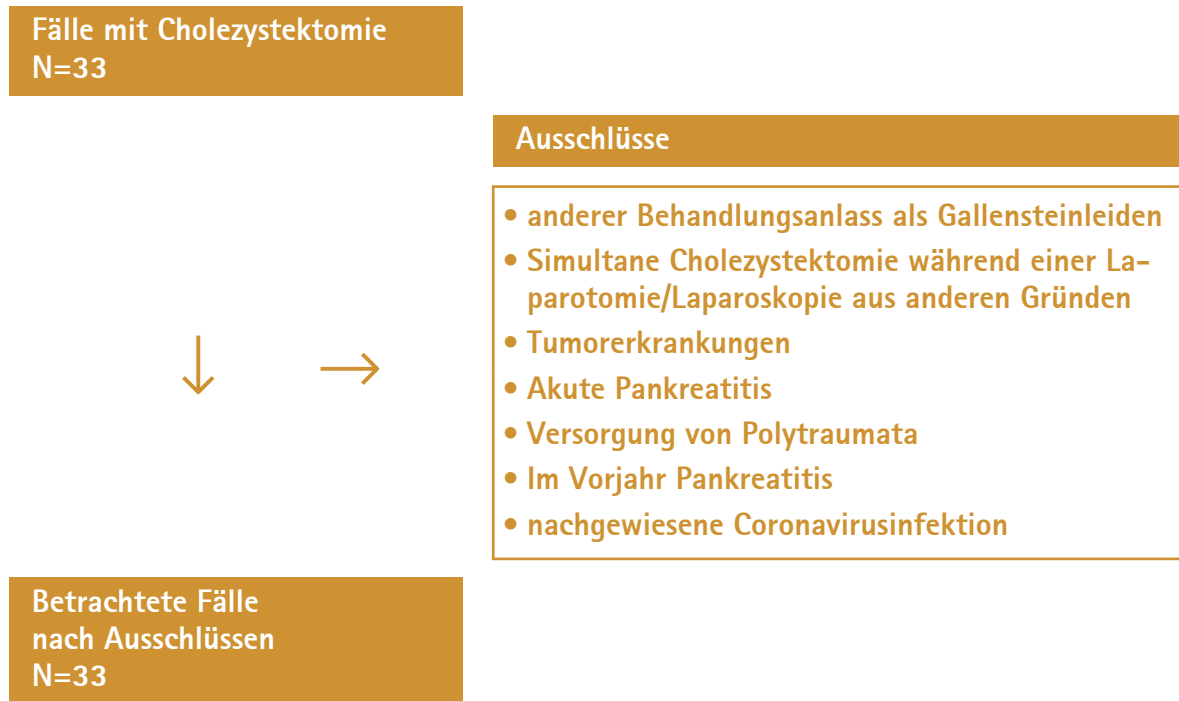 Fälle mit Cholezystektomie
N=33
Ausschlüsse
• anderer Behandlungsanlass als Gallensteinleiden
• Simultane Cholezystektomie während einer La-
parotomie/Laparoskopie aus anderen Gründen
• Tumorerkrankungen
• Akute Pankreatitis
• Versorgung von Polytraumata
• Im Vorjahr Pankreatitis
• nachgewiesene Coronavirusinfektion
Betrachtete Fälle
nach Ausschlüssen
N=33